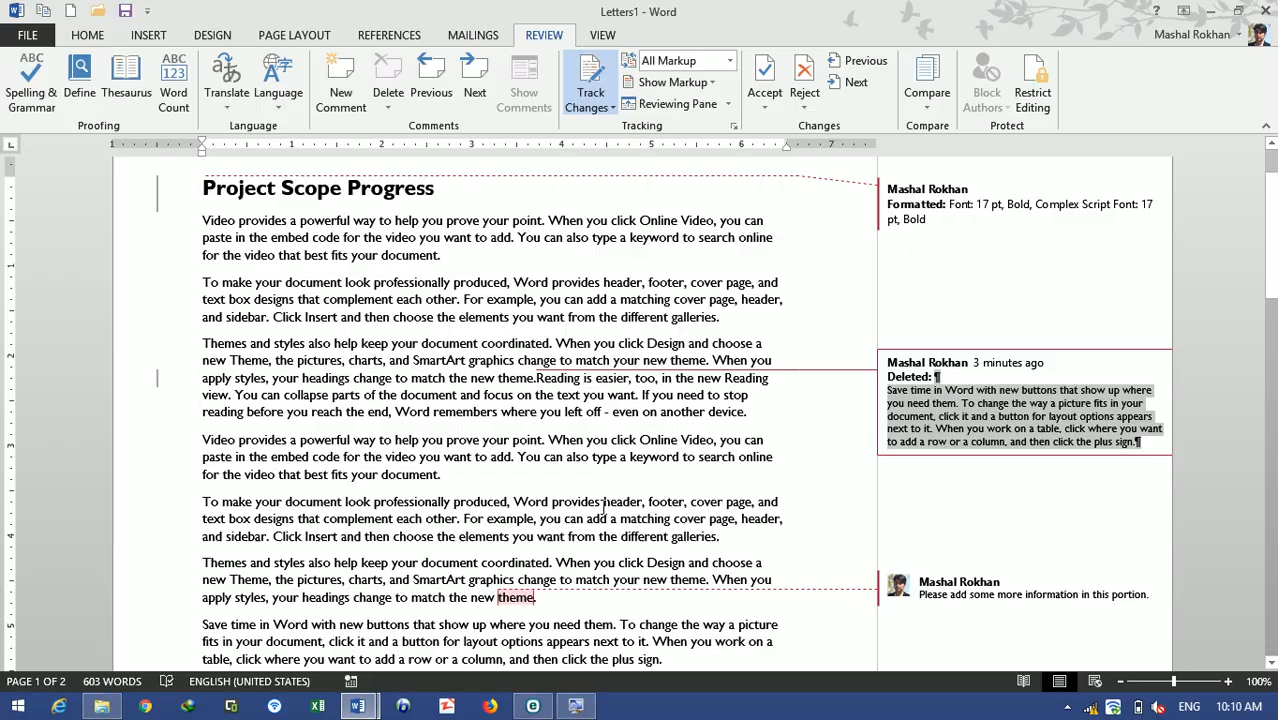 Letters1 - Word
?
FILE
HOME
INSERT
DESIGN
PAGE LAYOUT
REFERENCES
MAILINGS
REVIEW
VIEW
Mashal Rokhan
ABC
Spelling & Grammar
Define
Thesaurus
ABC
123
Word Count
Proofing
Translate
Language
Language
New Comment
Delete
Previous
Next
Show Comments
Comments
Track Changes
All Markup
Show Markup
Reviewing Pane
Tracking
Accept
Reject
Previous
Next
Changes
Compare
Compare
Block Authors
Restrict Editing
Protect
1 1 2 3 4 5 6 7
Project Scope Progress
Video provides a powerful way to help you prove your point. When you click Online Video, you can
paste in the embed code for the video you want to add. You can also type a keyword to search online
for the video that best fits your document.
To make your document look professionally produced, Word provides header, footer, cover page, and
text box designs that complement each other. For example, you can add a matching cover page, header,
and sidebar. Click Insert and then choose the elements you want from the different galleries.
Themes and styles also help keep your document coordinated. When you click Design and choose a
new Theme, the pictures, charts, and SmartArt graphics change to match your new theme. When you
apply styles, your headings change to match the new theme.Reading is easier, too, in the new Reading
view. You can collapse parts of the document and focus on the text you want. If you need to stop
reading before you reach the end, Word remembers where you left off - even on another device.
Video provides a powerful way to help you prove your point. When you click Online Video, you can
paste in the embed code for the video you want to add. You can also type a keyword to search online
for the video that best fits your document.
To make your document look professionally produced, Word provides header, footer, cover page, and
text box designs that complement each other. For example, you can add a matching cover page, header,
and sidebar. Click Insert and then choose the elements you want from the different galleries.
Themes and styles also help keep your document coordinated. When you click Design and choose a
new Theme, the pictures, charts, and SmartArt graphics change to match your new theme. When you
apply styles, your headings change to match the new theme.
Save time in Word with new buttons that show up where you need them. To change the way a picture
fits in your document, click it and a button for layout options appears next to it. When you work on a
table, click where you want to add a row or a column, and then click the plus sign.
Mashal Rokhan
Formatted: Font: 17 pt, Bold, Complex Script Font: 17
pt, Bold
Mashal Rokhan 3 minutes ago
Deleted: ¶
Save time in Word with new buttons that show up where
you need them. To change the way a picture fits in your
document, click it and a button for layout options appears
next to it. When you work on a table, click where you want
to add a row or a column, and then click the plus sign.¶
Mashal Rokhan
Please add some more information in this portion.
PAGE 1 OF 2
603 WORDS
ENGLISH (UNITED STATES)
100%
ENG
10:10 AM